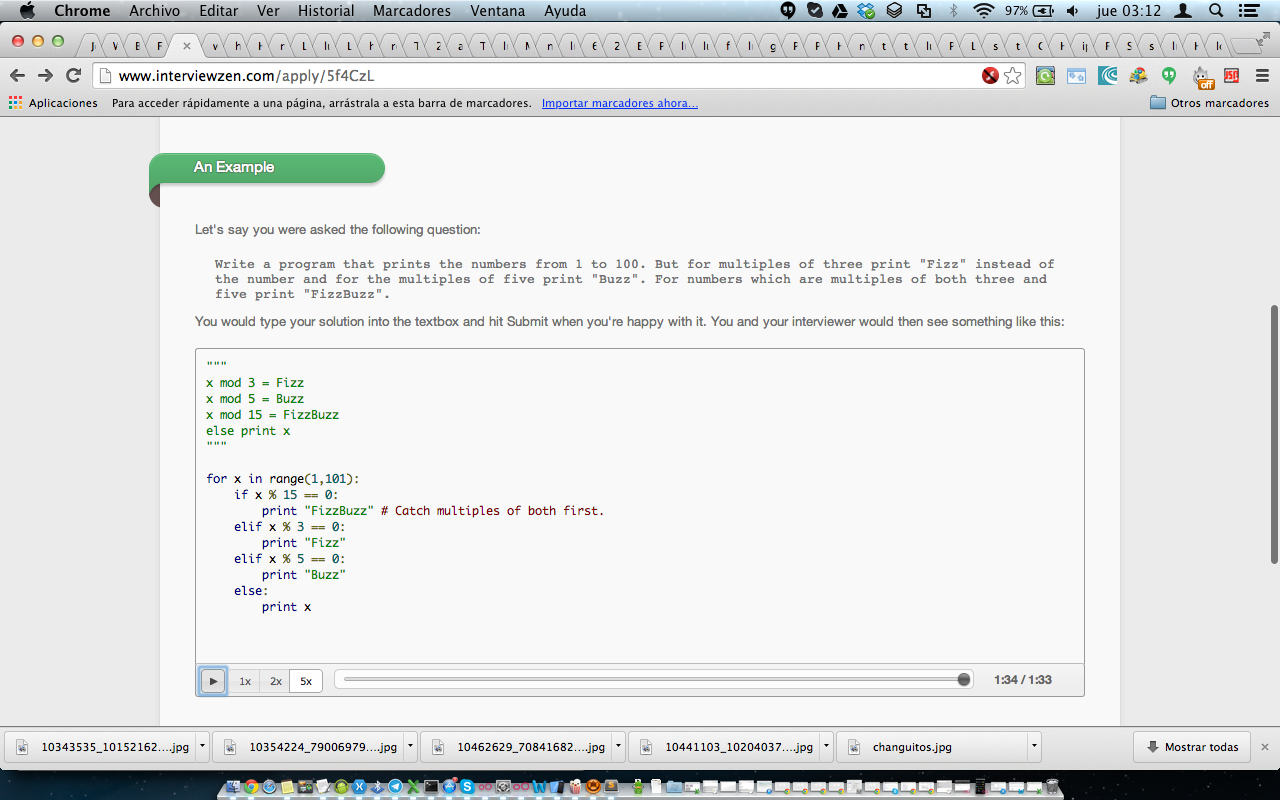 Chrome Archivo Editar Ver Historial Marcadores Ventana Ayuda 97% jue 03:12
www.interviewzen.com/apply/5f4CzL
Aplicaciones Para acceder rápidamente a una página, arrástrala a esta barra de marcadores. Importar marcadores ahora... Otros marcadores
An Example
Let's say you were asked the following question:
Write a program that prints the numbers from 1 to 100. But for multiples of three print "Fizz" instead of
the number and for the multiples of five print "Buzz". For numbers which are multiples of both three and
five print "FizzBuzz".
You would type your solution into the textbox and hit Submit when you're happy with it. You and your interviewer would then see something like this:
"""
x mod 3 = Fizz
x mod 5 = Buzz
x mod 15 = FizzBuzz
else print x
"""
for x in range(1,101):
if x % 15 == 0:
print "FizzBuzz" # Catch multiples of both first.
elif x % 3 == 0:
print "Fizz"
elif x % 5 == 0:
print "Buzz"
else:
print x
1x 2x 5x 1:34 / 1:33
10343535_10152162....jpg 10354224_79006979....jpg 10462629_70841682....jpg 10441103_10204037....jpg changuitos.jpg Mostrar todas